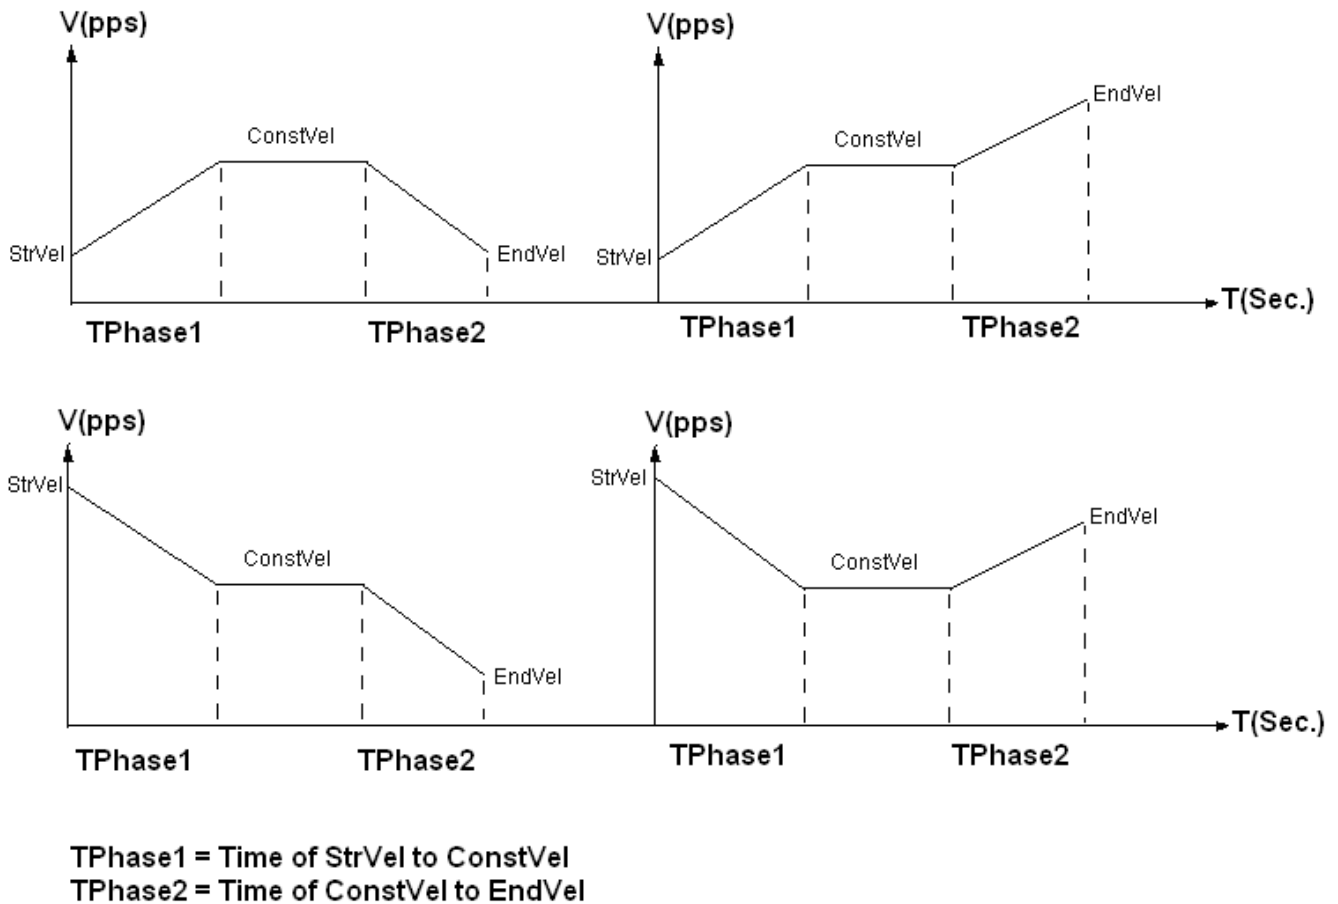 V(pps)
ConstVel
StrVel
EndVel
TPhase1
TPhase2
V(pps)
EndVel
ConstVel
StrVel
T(Sec.)
TPhase1
TPhase2
V(pps)
StrVel
ConstVel
EndVel
TPhase1
TPhase2
V(pps)
StrVel
EndVel
ConstVel
T(Sec.)
TPhase1
TPhase2
TPhase1 = Time of StrVel to ConstVel
TPhase2 = Time of ConstVel to EndVel